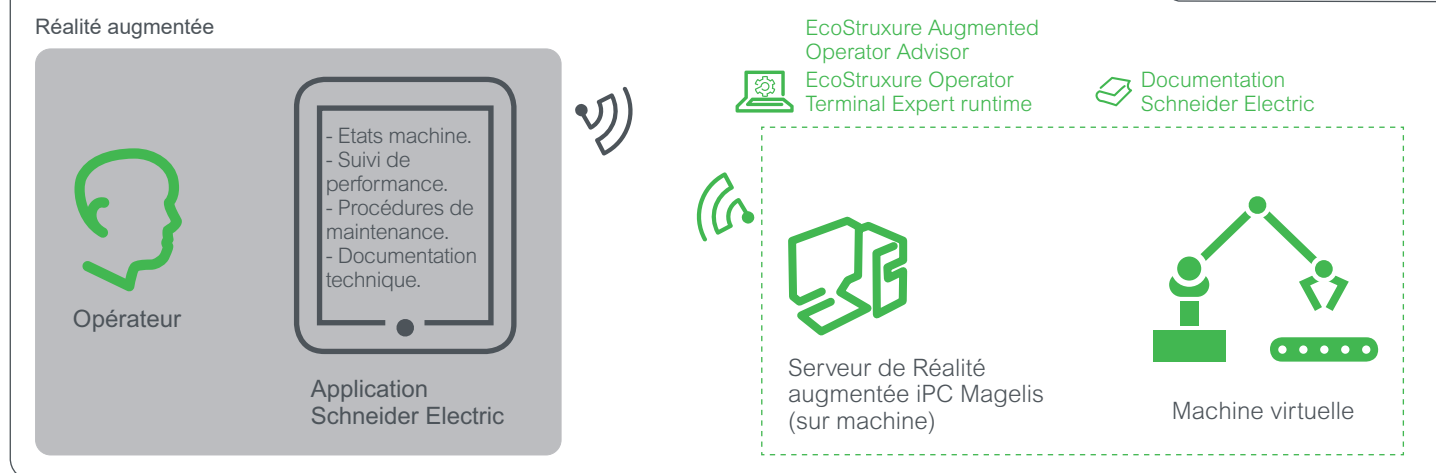 Réalité augmentée
Opérateur
- Etats machine.
- Suivi de
performance.
- Procédures de
maintenance.
- Documentation
technique.
Application
Schneider Electric
EcoStruxure Augmented
Operator Advisor
EcoStruxure Operator
Terminal Expert runtime
Documentation
Schneider Electric
Serveur de Réalité
augmentée iPC Magelis
(sur machine)
Machine virtuelle